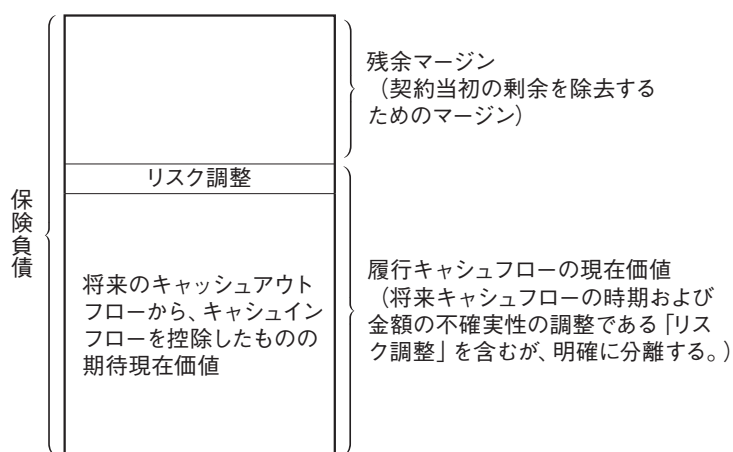 保険負債
リスク調整
将来のキャッシュアウト
フローから、キャシュイン
フローを控除したものの
期待現在価値
残余マージン
（契約当初の剰余を除去する
ためのマージン）
履行キャシュフローの現在価値
（将来キャシュフローの時期および
金額の不確実性の調整である「リス
ク調整」を含むが、明確に分離する。）